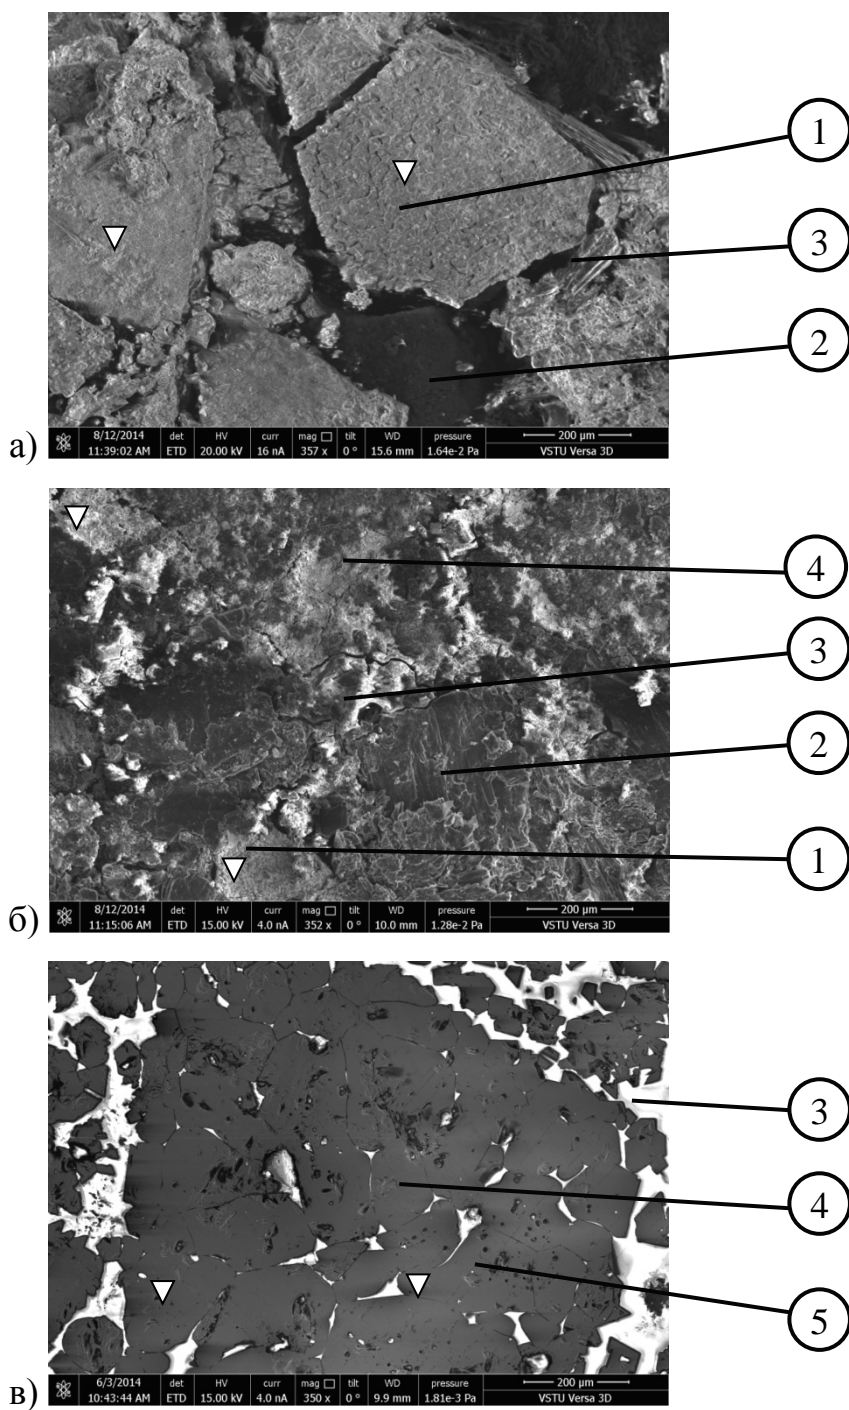 1
3
2
а)
8/12/2014 det HV curr mag tilt WD pressure 200 µm
11:39:02 AM ETD 20.00 kV 16 nA 357 x 0 ° 15.6 mm 1.64e-2 Pa VSTU Versa 3D
4
3
2
1
б)
8/12/2014 det HV curr mag tilt WD pressure 200 µm
11:15:06 AM ETD 15.00 kV 4.0 nA 352 x 0 ° 10.0 mm 1.28e-2 Pa VSTU Versa 3D
3
4
5
в)
6/3/2014 det HV curr mag tilt WD pressure 200 µm
10:43:44 AM ETD 15.00 kV 4.0 nA 350 x 0 ° 9.9 mm 1.81e-3 Pa VSTU Versa 3D